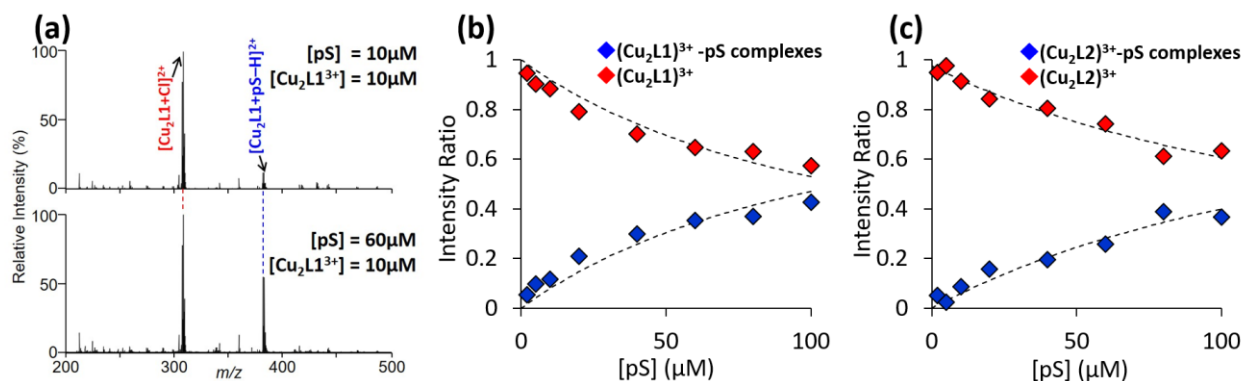 (a)
[pS] = 10μM
[Cu₂L1³⁺] = 10μM
[Cu₂L1+Cl]²⁺
[Cu₂L1+pS−H]²⁺
100
50
0
[pS] = 60μM
[Cu₂L1³⁺] = 10μM
100
50
0
Relative Intensity (%)
200
300
400
500
m/z
(b)
(Cu₂L1)³⁺ -pS complexes
(Cu₂L1)³⁺
Intensity Ratio
1
0.8
0.6
0.4
0.2
0
0
50
100
[pS] (μM)
(c)
(Cu₂L2)³⁺-pS complexes
(Cu₂L2)³⁺
Intensity Ratio
1
0.8
0.6
0.4
0.2
0
0
50
100
[pS] (μM)